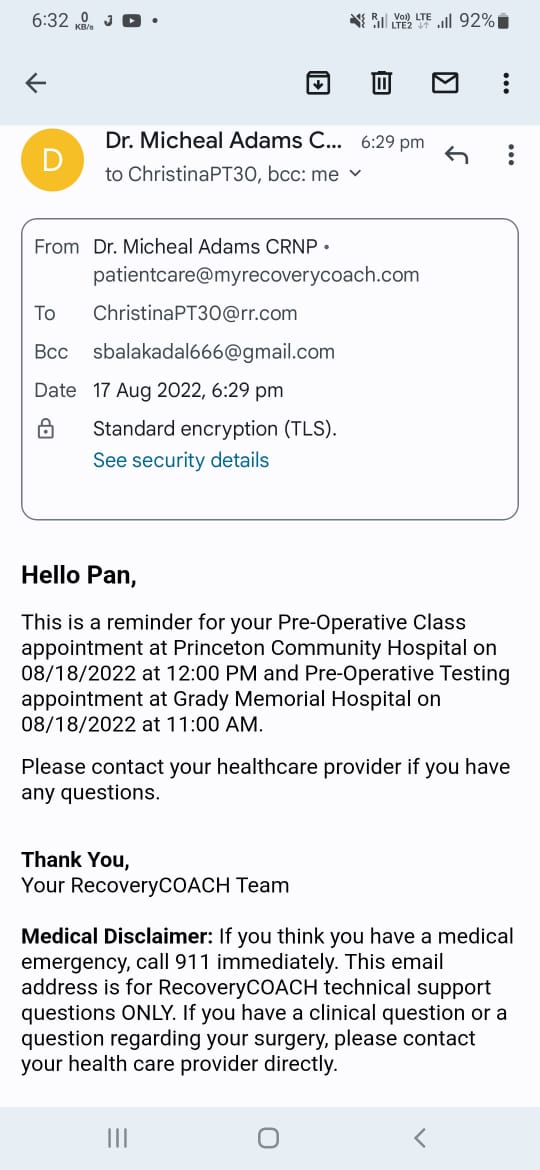 6:32 0 KB/s J
VoI) LTE LTE2 92%
D
Dr. Micheal Adams C... 6:29 pm
to ChristinaPT30, bcc: me
From Dr. Micheal Adams CRNP •
patientcare@myrecoverycoach.com
To ChristinaPT30@rr.com
Bcc sbalakadal666@gmail.com
Date 17 Aug 2022, 6:29 pm
Standard encryption (TLS).
See security details
Hello Pan,
This is a reminder for your Pre-Operative Class
appointment at Princeton Community Hospital on
08/18/2022 at 12:00 PM and Pre-Operative Testing
appointment at Grady Memorial Hospital on
08/18/2022 at 11:00 AM.
Please contact your healthcare provider if you have
any questions.
Thank You,
Your RecoveryCOACH Team
Medical Disclaimer: If you think you have a medical
emergency, call 911 immediately. This email
address is for RecoveryCOACH technical support
questions ONLY. If you have a clinical question or a
question regarding your surgery, please contact
your health care provider directly.